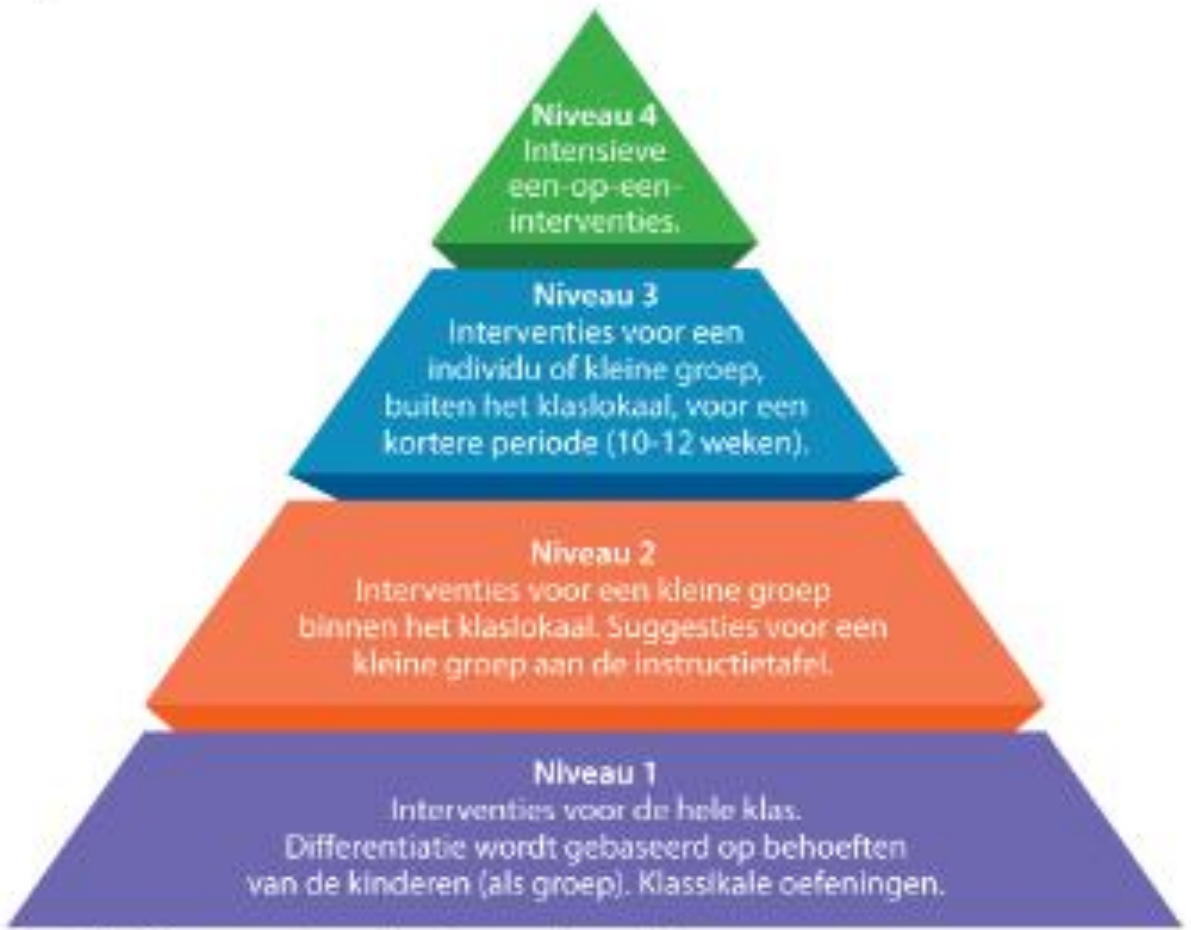 Niveau 4
Intensieve
een-op-een-
interventies.
Niveau 3
Interventies voor een
individu of kleine groep,
buiten het klaslokaal, voor een
kortere periode (10-12 weken).
Niveau 2
Interventies voor een kleine groep
binnen het klaslokaal. Suggesties voor een
kleine groep aan de instructietafel.
Niveau 1
Interventies voor de hele klas.
Differentiatie wordt gebaseerd op behoeften
van de kinderen (als groep). Klassikale oefeningen.